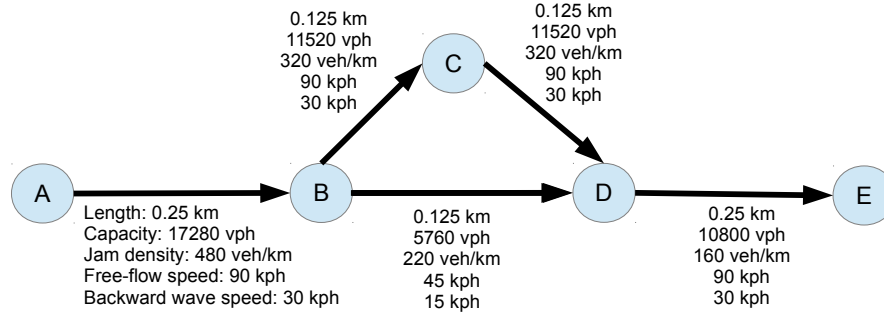 0.125 km
11520 vph
320 veh/km
90 kph
30 kph
0.125 km
11520 vph
320 veh/km
90 kph
30 kph
C
A
B
D
E
Length: 0.25 km
Capacity: 17280 vph
Jam density: 480 veh/km
Free-flow speed: 90 kph
Backward wave speed: 30 kph
0.125 km
5760 vph
220 veh/km
45 kph
15 kph
0.25 km
10800 vph
160 veh/km
90 kph
30 kph